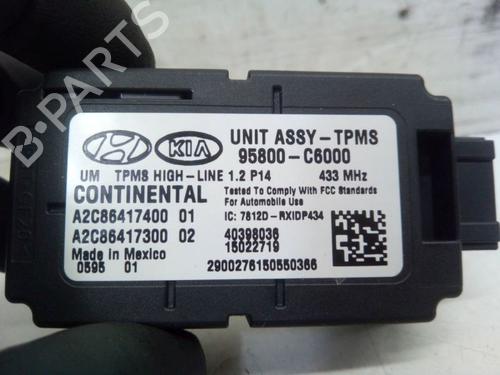 B-PARTS
KIA
UNIT ASSY-TPMS
95800-C6000
UM TPMS HIGH-LINE 1.2 P14 433 MHz
CONTINENTAL
Tested To Comply With FCC Standards
For Automobile Use
A2C86417400 01
IC: 7812D-RXIDP434
A2C86417300 02
40398036
15022719
Made in Mexico
0595 01
2900276150550366